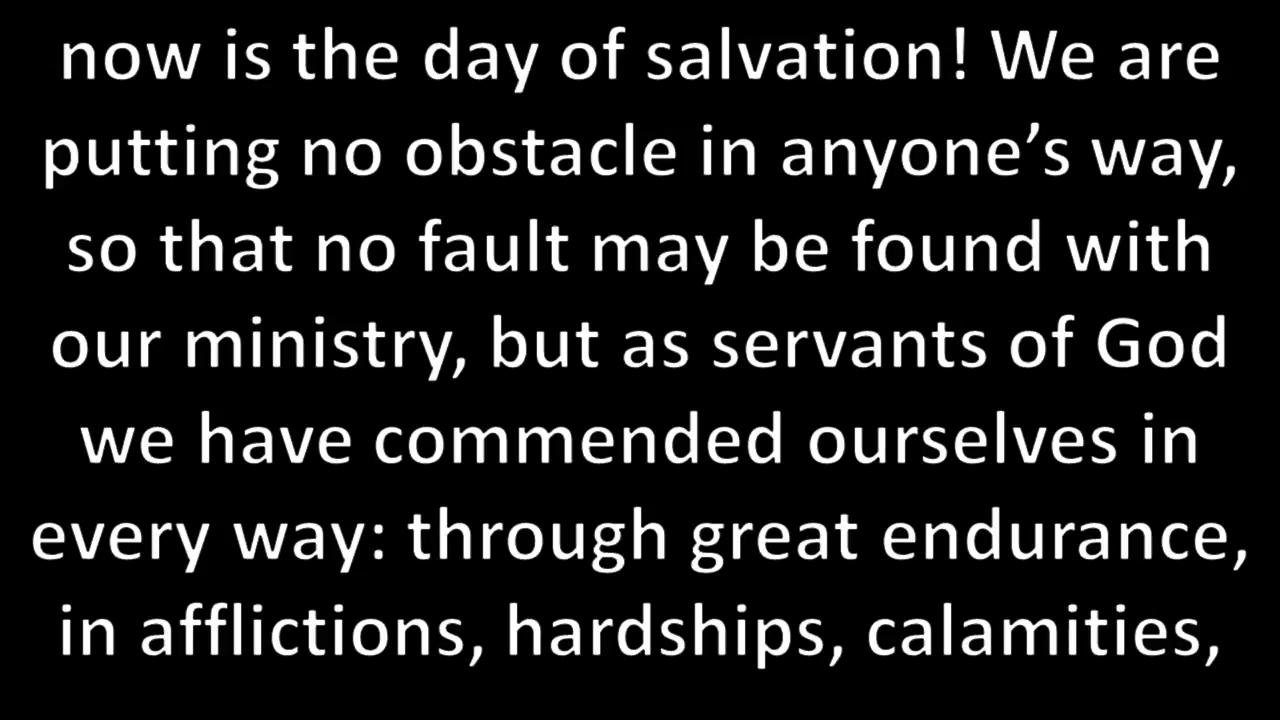 now is the day of salvation! We are
putting no obstacle in anyone’s way,
so that no fault may be found with
our ministry, but as servants of God
we have commended ourselves in
every way: through great endurance,
in afflictions, hardships, calamities,